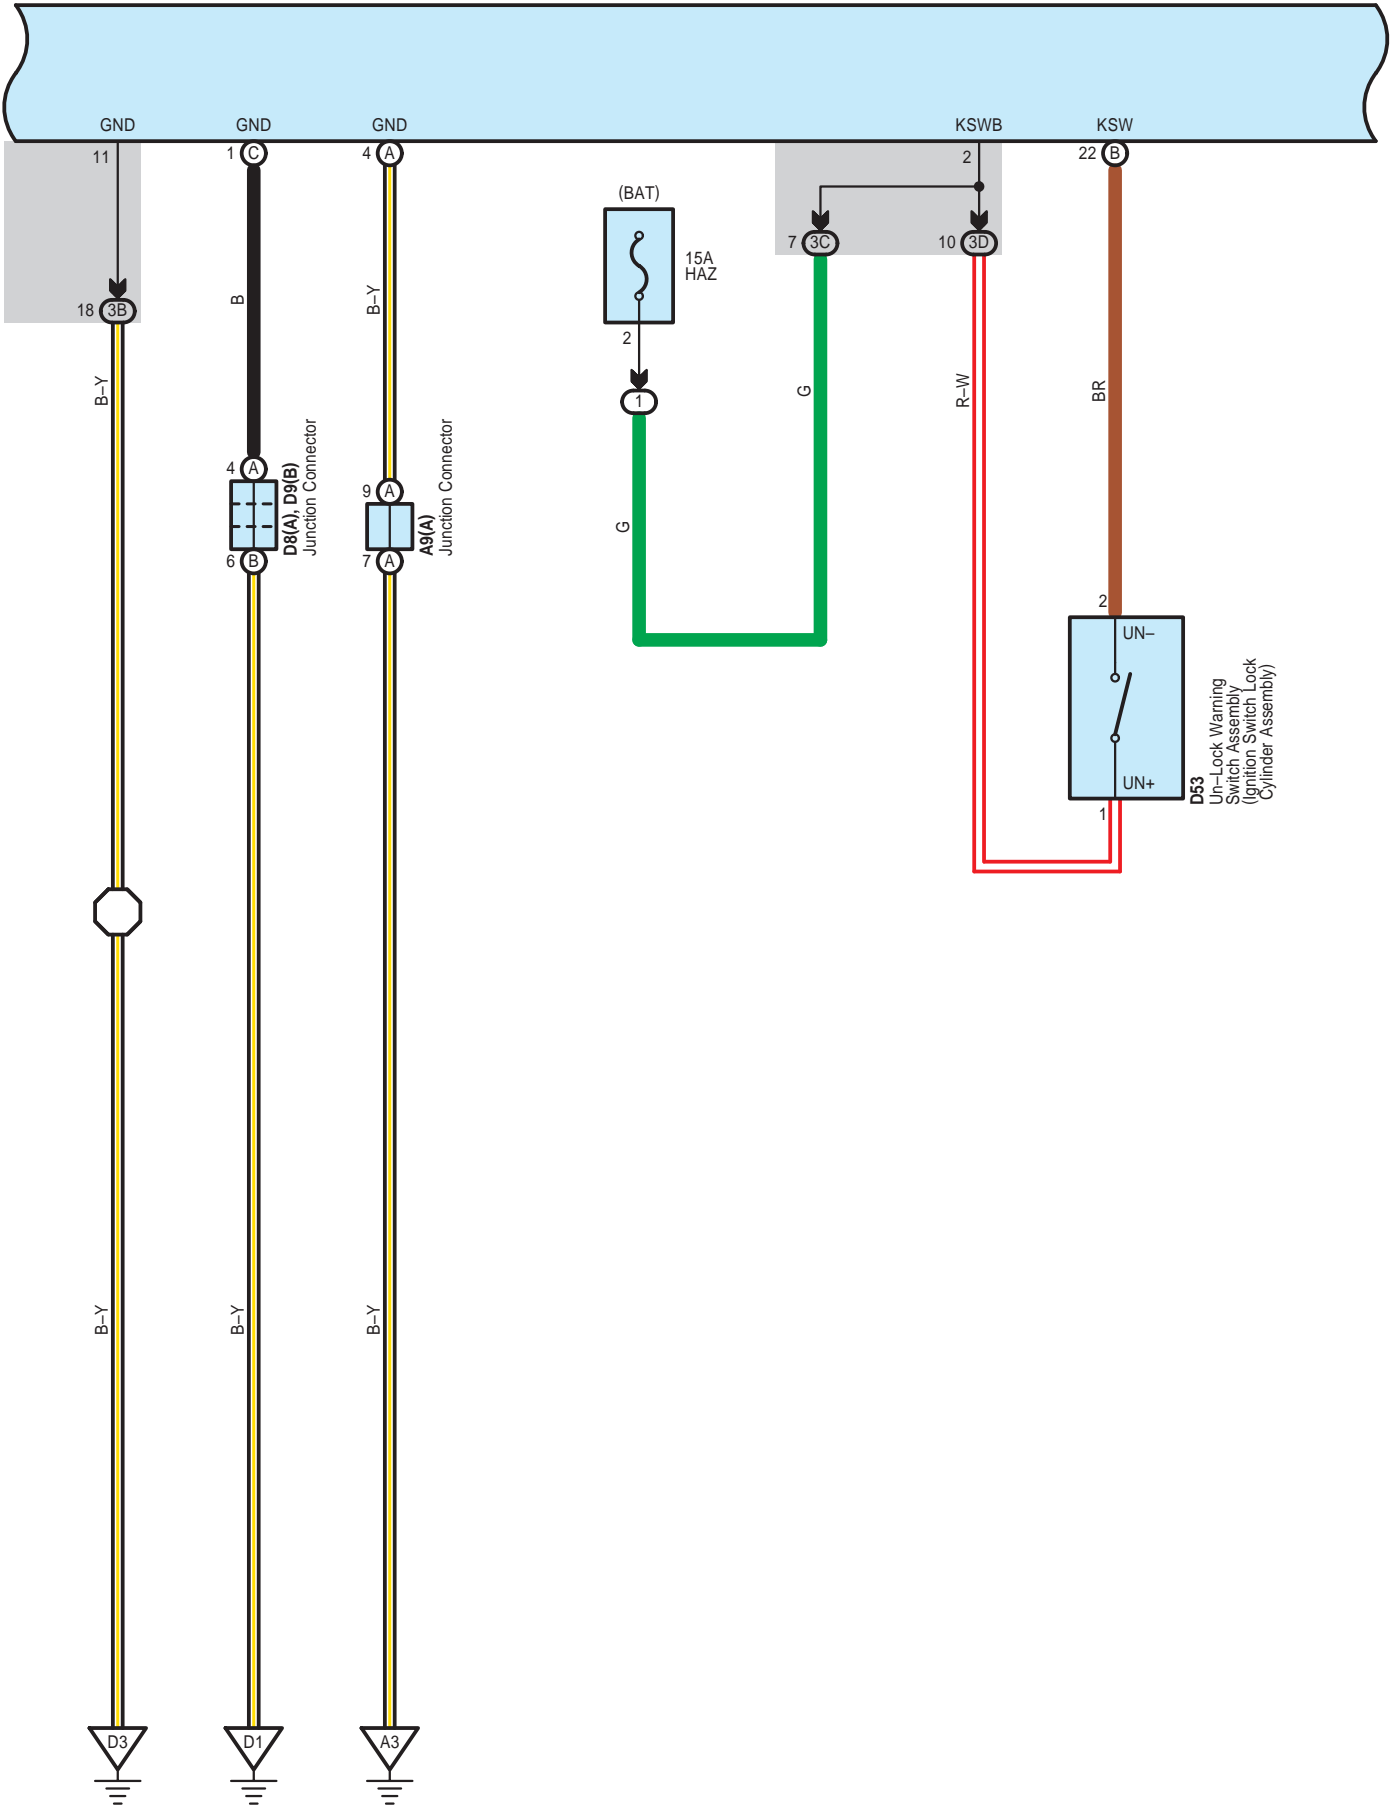 GND
GND
GND
KSWB
KSW
11
1 C
4 A
2
22 B
(BAT)
15A
HAZ
7 3C
10 3D
18 3B
B
B–Y
2
1
B–Y
G
R–W
BR
4 A
D8(A), D9(B)
Junction Connector
6 B
9 A
A9(A)
Junction Connector
7 A
G
2
UN–
UN+
1
D53
Un–Lock Warning
Switch Assembly
(Ignition Switch Lock
Cylinder Assembly)
B–Y
B–Y
B–Y
D3
D1
A3